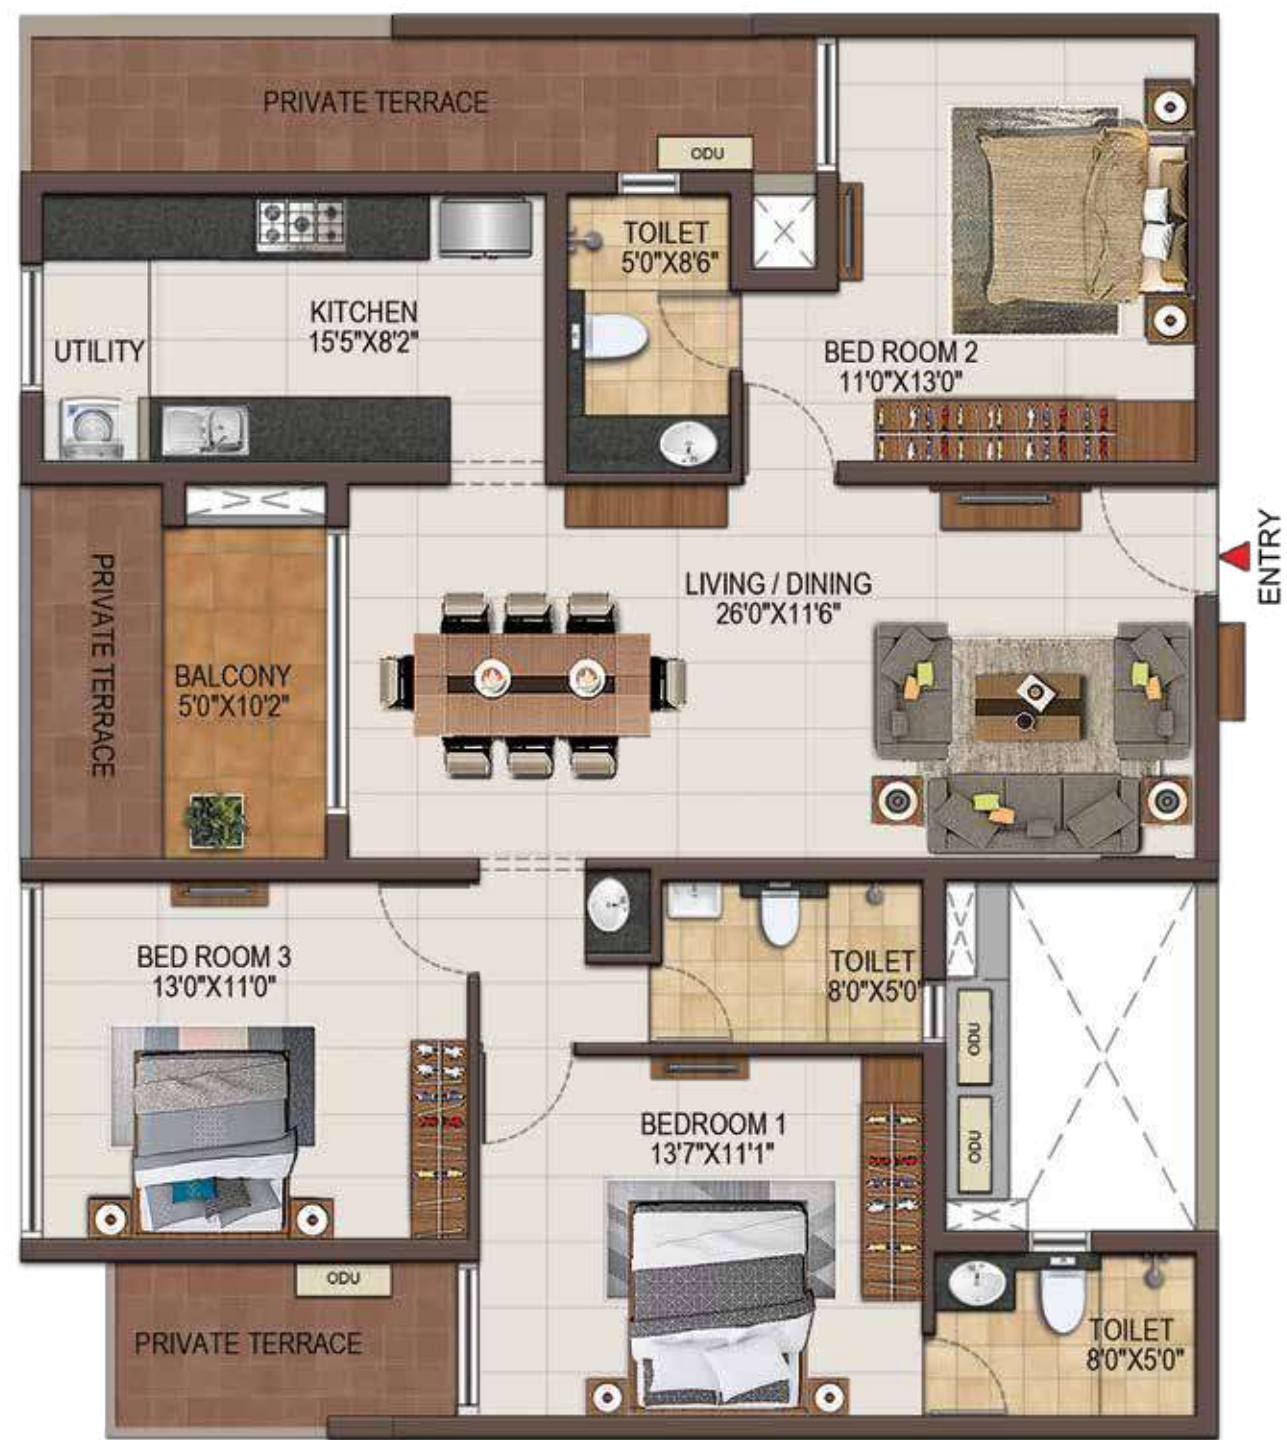 PRIVATE TERRACE
ODU
TOILET
5'0"X8'6"
KITCHEN
15'5"X8'2"
UTILITY
BED ROOM 2
11'0"X13'0"
ENTRY
LIVING / DINING
26'0"X11'6"
PRIVATE TERRACE
BALCONY
5'0"X10'2"
BED ROOM 3
13'0"X11'0"
TOILET
8'0"X5'0"
ODU
ODU
BEDROOM 1
13'7"X11'1"
ODU
PRIVATE TERRACE
TOILET
8'0"X5'0"